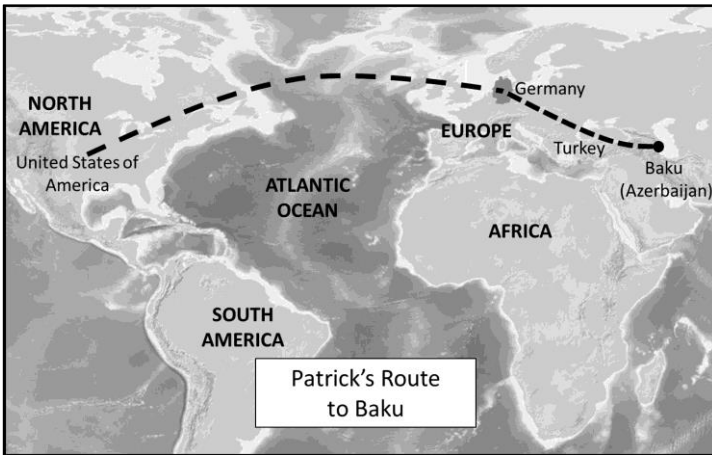 NORTH
AMERICA
United States of
America
Germany
EUROPE
Turkey
Baku
(Azerbaijan)
ATLANTIC
OCEAN
AFRICA
SOUTH
AMERICA
Patrick's Route
to Baku